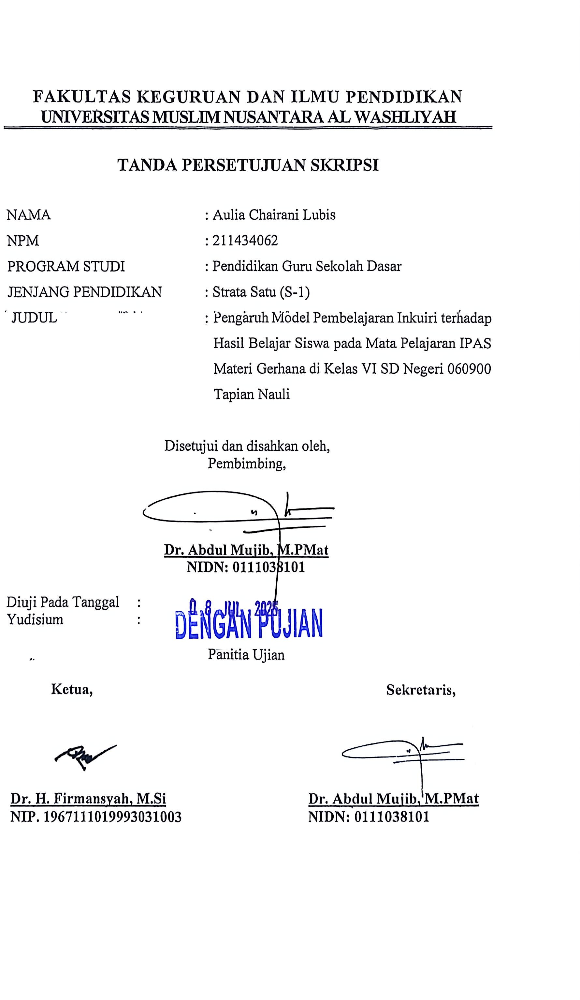 FAKULTAS KEGURUAN DAN ILMU PENDIDIKAN
UNIVERSITAS MUSLIM NUSANTARA AL WASHLIYAH
TANDA PERSETUJUAN SKRIPSI
NAMA : Aulia Chairani Lubis
NPM : 211434062
PROGRAM STUDI : Pendidikan Guru Sekolah Dasar
JENJANG PENDIDIKAN : Strata Satu (S-1)
JUDUL : Pengaruh Model Pembelajaran Inkuiri terhadap
Hasil Belajar Siswa pada Mata Pelajaran IPAS
Materi Gerhana di Kelas VI SD Negeri 060900
Tapian Nauli
Disetujui dan disahkan oleh,
Pembimbing,
Dr. Abdul Mujib, M.PMat
NIDN: 0111038101
Diuji Pada Tanggal : 0 8 JUL 2025
Yudisium : DENGAN PUJIAN
Panitia Ujian
Ketua, Sekretaris,
Dr. H. Firmansyah, M.Si Dr. Abdul Mujib, M.PMat
NIP. 1967111019993031003 NIDN: 0111038101